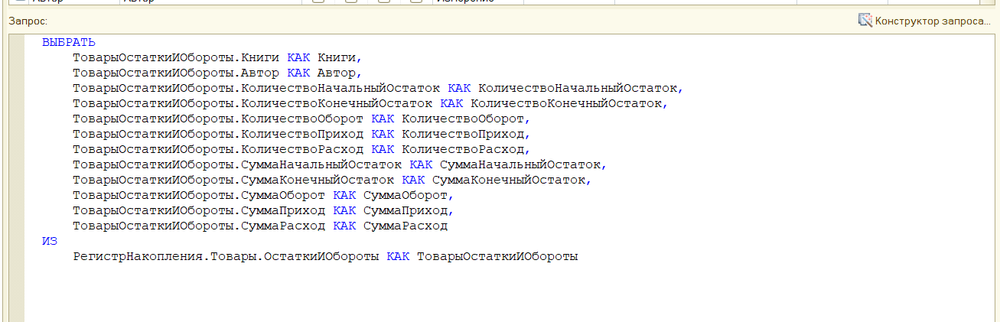 Запрос:
Конструктор запроса...
ВЫБРАТЬ
ТоварыОстаткиИОбороты.Книги КАК Книги,
ТоварыОстаткиИОбороты.Автор КАК Автор,
ТоварыОстаткиИОбороты.КоличествоНачальныйОстаток КАК КоличествоНачальныйОстаток,
ТоварыОстаткиИОбороты.КоличествоКонечныйОстаток КАК КоличествоКонечныйОстаток,
ТоварыОстаткиИОбороты.КоличествоОборот КАК КоличествоОборот,
ТоварыОстаткиИОбороты.КоличествоПриход КАК КоличествоПриход,
ТоварыОстаткиИОбороты.КоличествоРасход КАК КоличествоРасход,
ТоварыОстаткиИОбороты.СуммаНачальныйОстаток КАК СуммаНачальныйОстаток,
ТоварыОстаткиИОбороты.СуммаКонечныйОстаток КАК СуммаКонечныйОстаток,
ТоварыОстаткиИОбороты.СуммаОборот КАК СуммаОборот,
ТоварыОстаткиИОбороты.СуммаПриход КАК СуммаПриход,
ТоварыОстаткиИОбороты.СуммаРасход КАК СуммаРасход
ИЗ
РегистрНакопления.Товары.ОстаткиИОбороты КАК ТоварыОстаткиИОбороты